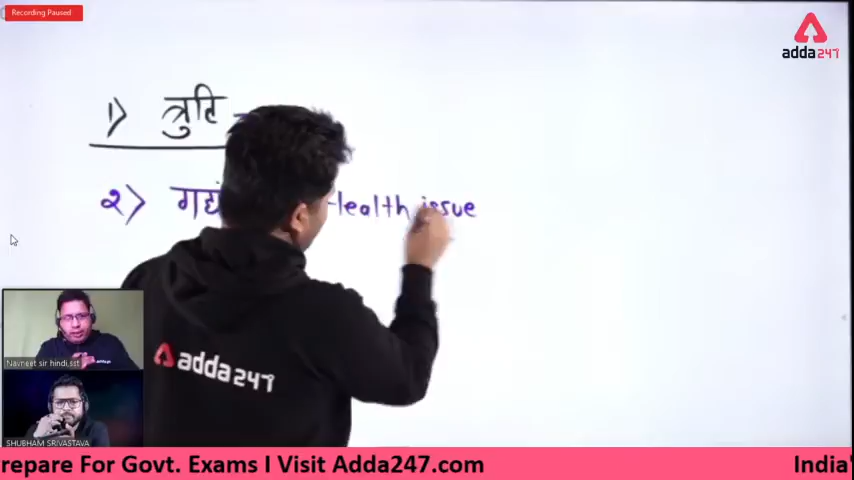 Recording Paused
adda247
1) त्रुटि -
2) Health issue
adda247
Navneet sir hindi,sst
SHUBHAM SRIVASTAVA
repare For Govt. Exams I Visit Adda247.com India'